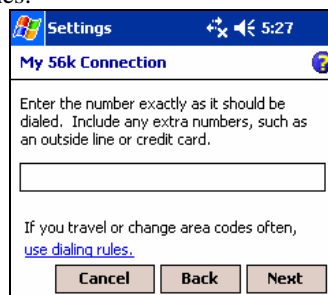 Settings 5:27
My 56k Connection
Enter the number exactly as it should be
dialed. Include any extra numbers, such as
an outside line or credit card.
If you travel or change area codes often,
use dialing rules.
Cancel Back Next